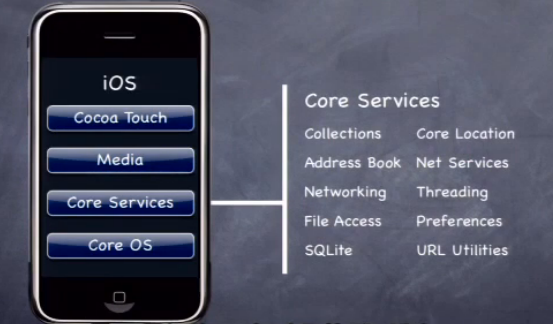 iOS
Cocoa Touch
Media
Core Services
Core OS
Core Services
Collections Core Location
Address Book Net Services
Networking Threading
File Access Preferences
SQLite URL Utilities